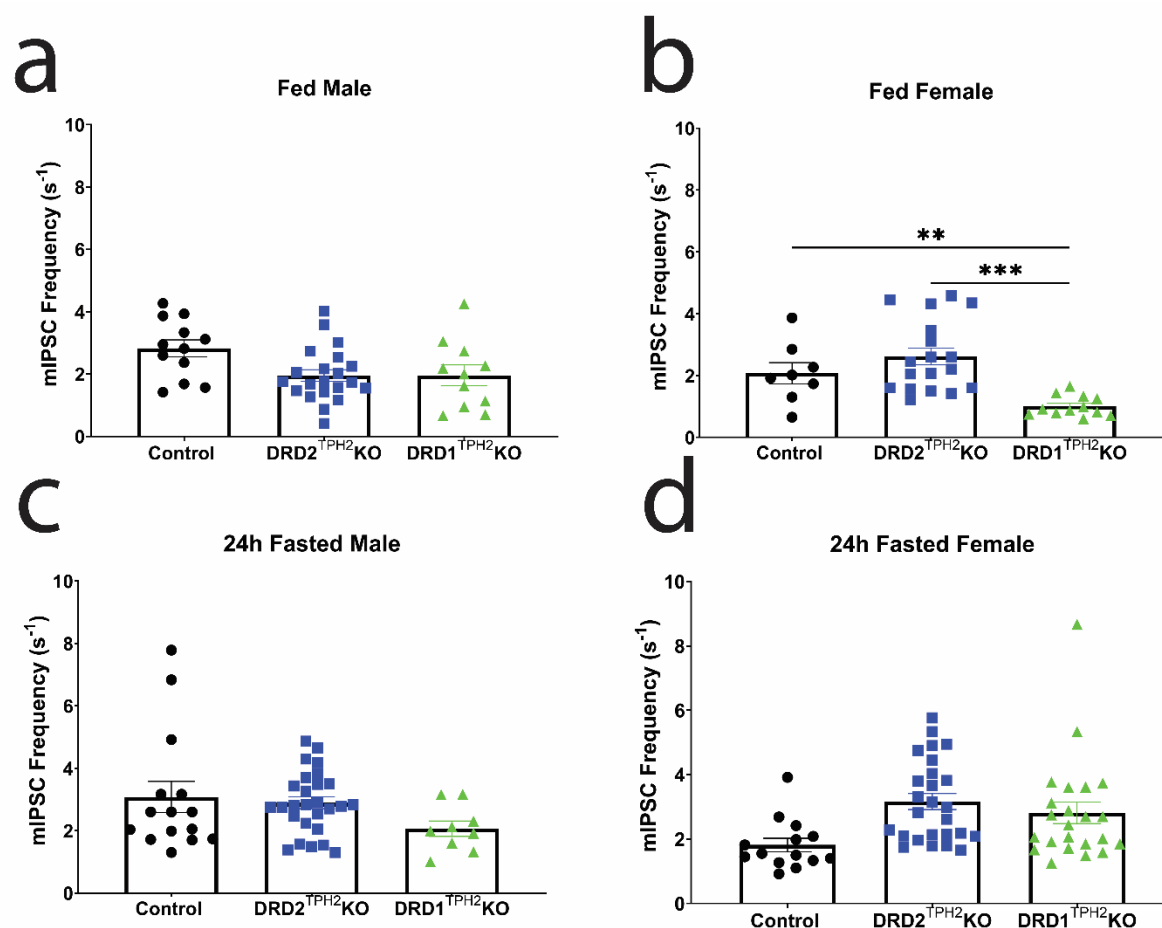 a
Fed Male
mIPSC Frequency (s⁻¹)
10
8
6
4
2
0
Control
DRD2ᵀᴾᴴ²KO
DRD1ᵀᴾᴴ²KO
b
Fed Female
mIPSC Frequency (s⁻¹)
10
8
6
4
2
0
**
***
Control
DRD2ᵀᴾᴴ²KO
DRD1ᵀᴾᴴ²KO
c
24h Fasted Male
mIPSC Frequency (s⁻¹)
10
8
6
4
2
0
Control
DRD2ᵀᴾᴴ²KO
DRD1ᵀᴾᴴ²KO
d
24h Fasted Female
mIPSC Frequency (s⁻¹)
10
8
6
4
2
0
Control
DRD2ᵀᴾᴴ²KO
DRD1ᵀᴾᴴ²KO